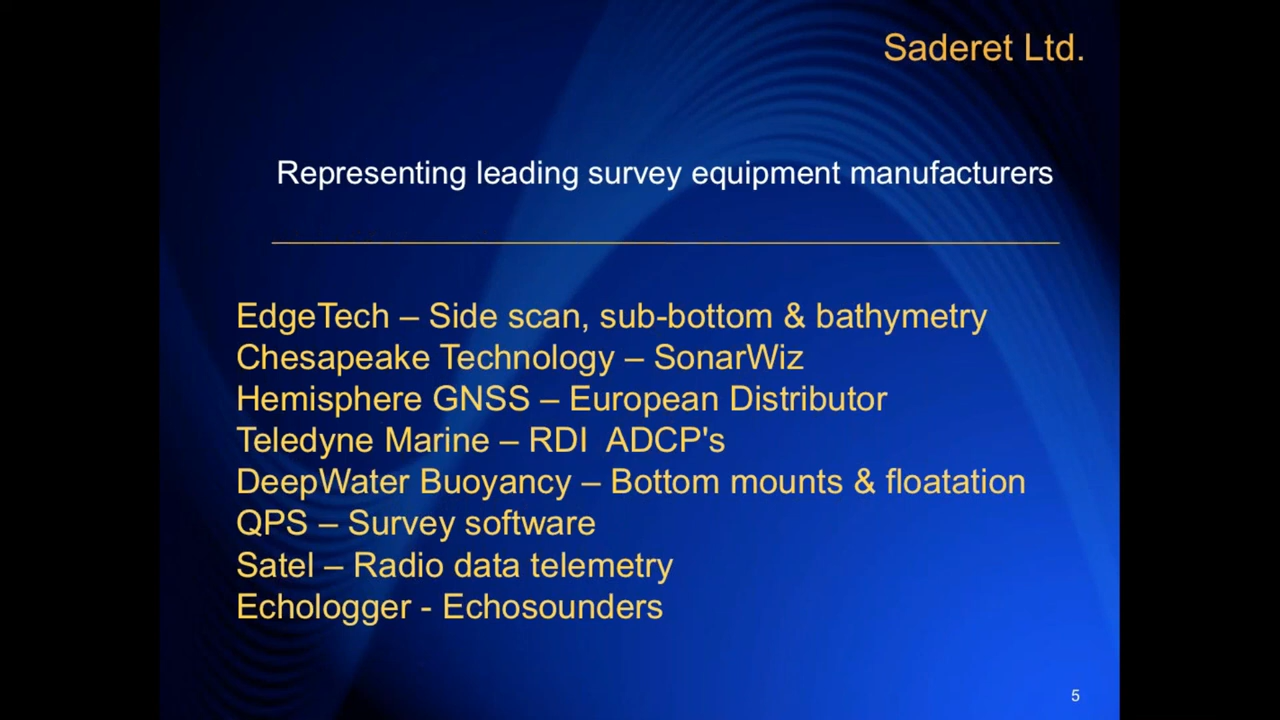 Saderet Ltd.
Representing leading survey equipment manufacturers
EdgeTech – Side scan, sub-bottom & bathymetry
Chesapeake Technology – SonarWiz
Hemisphere GNSS – European Distributor
Teledyne Marine – RDI  ADCP's
DeepWater Buoyancy – Bottom mounts & floatation
QPS – Survey software
Satel – Radio data telemetry
Echologger - Echosounders
5